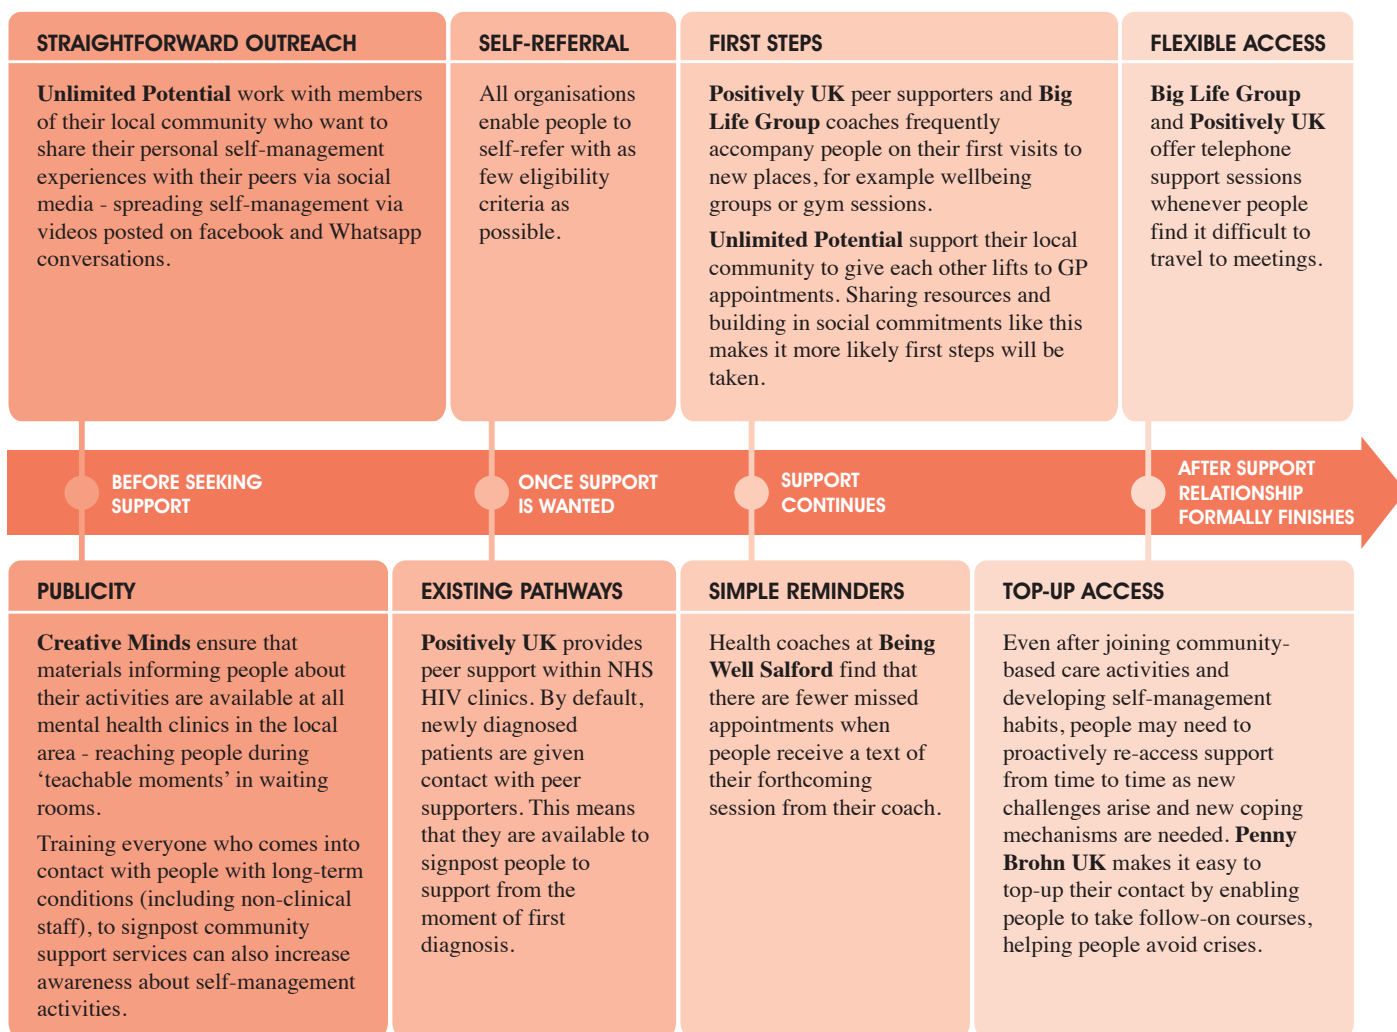 STRAIGHTFORWARD OUTREACH
Unlimited Potential work with members
of their local community who want to
share their personal self-management
experiences with their peers via social
media - spreading self-management via
videos posted on facebook and Whatsapp
conversations.
SELF-REFERRAL
All organisations
enable people to
self-refer with as
few eligibility
criteria as
possible.
FIRST STEPS
Positively UK peer supporters and Big
Life Group coaches frequently
accompany people on their first visits to
new places, for example wellbeing
groups or gym sessions.
Unlimited Potential support their local
community to give each other lifts to GP
appointments. Sharing resources and
building in social commitments like this
makes it more likely first steps will be
taken.
FLEXIBLE ACCESS
Big Life Group
and Positively UK
offer telephone
support sessions
whenever people
find it difficult to
travel to meetings.
BEFORE SEEKING
SUPPORT
ONCE SUPPORT
IS WANTED
SUPPORT
CONTINUES
AFTER SUPPORT
RELATIONSHIP
FORMALLY FINISHES
PUBLICITY
Creative Minds ensure that
materials informing people about
their activities are available at all
mental health clinics in the local
area - reaching people during
‘teachable moments’ in waiting
rooms.
Training everyone who comes into
contact with people with long-term
conditions (including non-clinical
staff), to signpost community
support services can also increase
awareness about self-management
activities.
EXISTING PATHWAYS
Positively UK provides
peer support within NHS
HIV clinics. By default,
newly diagnosed
patients are given
contact with peer
supporters. This means
that they are available to
signpost people to
support from the
moment of first
diagnosis.
SIMPLE REMINDERS
Health coaches at Being
Well Salford find that
there are fewer missed
appointments when
people receive a text of
their forthcoming
session from their coach.
TOP-UP ACCESS
Even after joining community-
based care activities and
developing self-management
habits, people may need to
proactively re-access support
from time to time as new
challenges arise and new coping
mechanisms are needed. Penny
Brohn UK makes it easy to
top-up their contact by enabling
people to take follow-on courses,
helping people avoid crises.